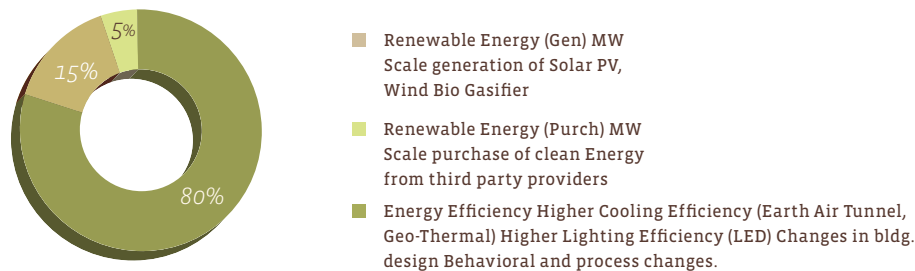 5%
15%
80%
Renewable Energy (Gen) MW
Scale generation of Solar PV,
Wind Bio Gasifier
Renewable Energy (Purch) MW
Scale purchase of clean Energy
from third party providers
Energy Efficiency Higher Cooling Efficiency (Earth Air Tunnel,
Geo-Thermal) Higher Lighting Efficiency (LED) Changes in bldg.
design Behavioral and process changes.